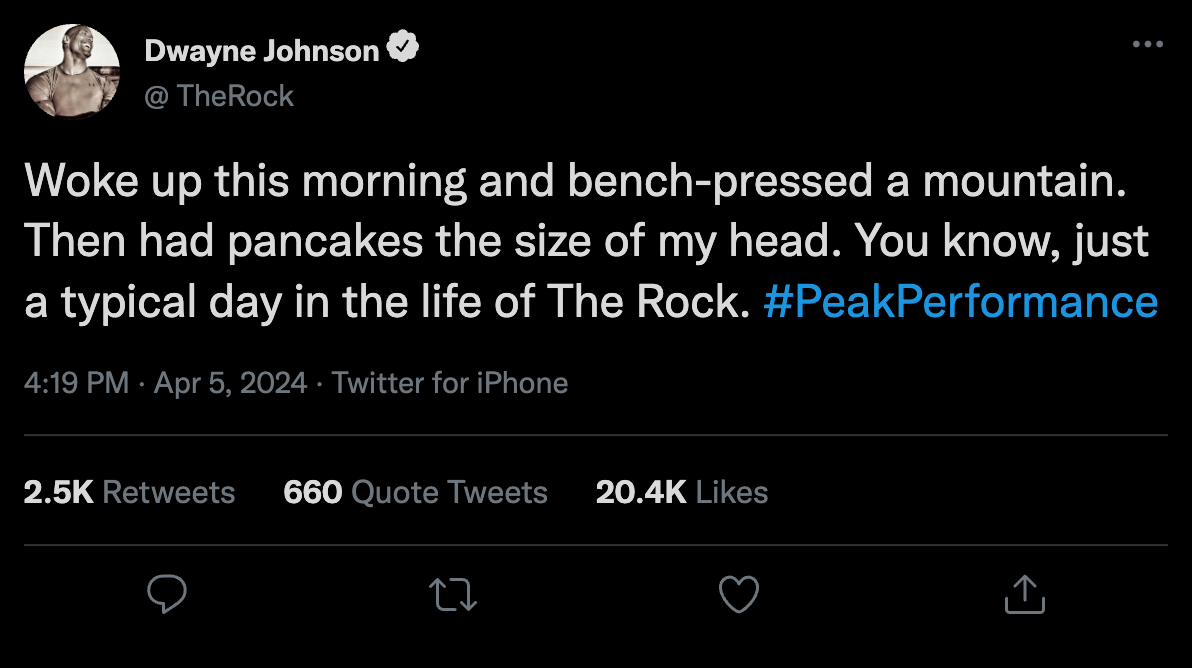 Dwayne Johnson
@ TheRock
Woke up this morning and bench-pressed a mountain.
Then had pancakes the size of my head. You know, just
a typical day in the life of The Rock. #PeakPerformance
4:19 PM · Apr 5, 2024 · Twitter for iPhone
2.5K Retweets 660 Quote Tweets 20.4K Likes